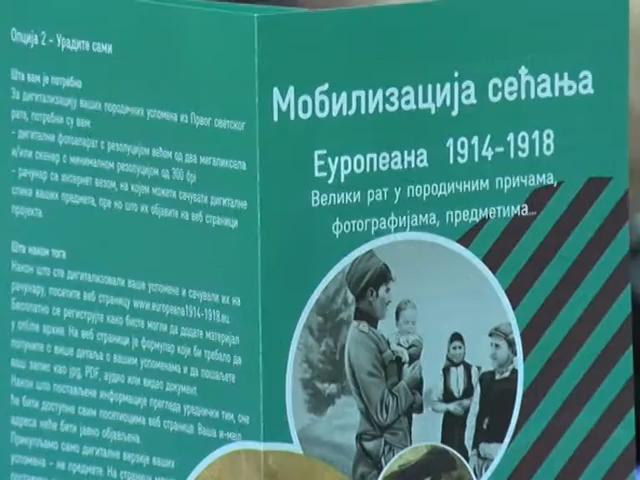 Опција 2 - Урадите сами
Шта вам је потребно
За дигитализацију ваших породичних успомена из Првог светског
рата, потребни су вам:
- дигитални фотоапарат с резолуцијом већом од два мегапиксела
и/или скенер с минималном резолуцијом од 300 dpi
- рачунар са интернет везом, на којем можете сачувати дигиталне
слике ваших предмета, пре но што их објавите на веб страници
пројекта.
Шта након тога
Након што сте дигитализовали ваше успомене и сачували их на
рачунару, посетите веб страницу www.europeana1914-1918.eu.
Бесплатно се региструјте како бисте могли да додате материјал
у online архив. На веб страници је формулар који би требало да
попуните с више детаља о вашим успоменама и да пошаљете
ваш запис као jpg, PDF, аудио или видео документ.
Након што постављене информације прегледа уреднички тим, оне
ће бити доступне свим посетиоцима веб странице. Ваша и-мејл
адреса неће бити јавно објављена.
Прикупљамо само дигиталне верзије ваших
успомена - не предмете. На страници
Мобилизација сећања
Еуропеана 1914-1918
Велики рат у породичним причама,
фотографијама, предметима...